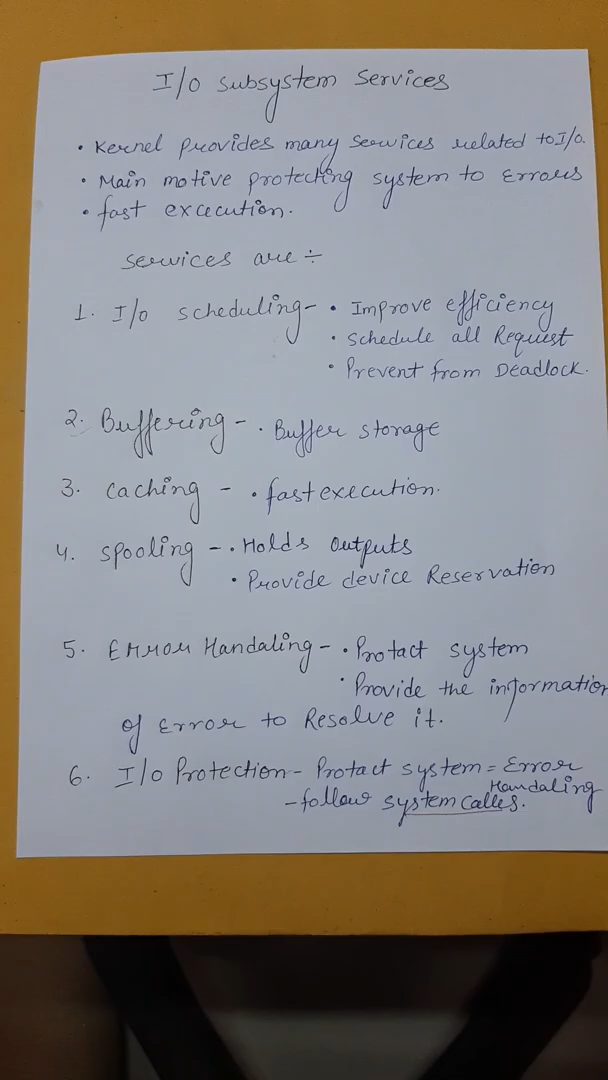 I/O Subsystem Services
• Kernel provides many services related to I/O.
• Main motive protecting system to Errors
• fast excecution.
Services are ÷
1. I/O scheduling - • Improve efficiency
• Schedule all Request
• Prevent from Deadlock.
2. Buffering - • Buffer storage
3. Caching - • fast execution.
4. Spooling - • Holds Outputs
• Provide device Reservation
5. Error Handaling - • Protact system
• Provide the information
of Error to Resolve it.
6. I/O Protection - Protact system = Error
Handaling
- follow system calles.